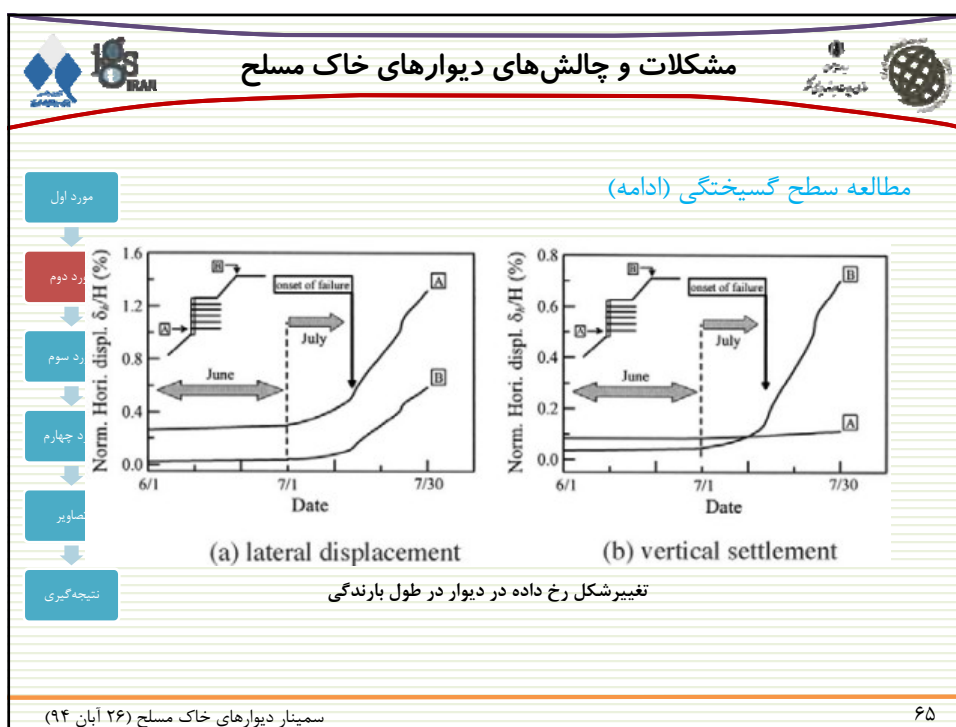 مشکلات و چالش‌های دیوارهای خاک مسلح
IGS
IRAN
مطالعه سطح گسیختگی (ادامه)
مورد اول
ورد دوم
رد سوم
د چهارم
تصاویر
نتیجه‌گیری
Norm. Hori. displ. δₕ/H (%)
1.6
1.2
0.8
0.4
0.0
B
A
onset of failure
July
June
A
B
6/1
7/1
7/30
Date
(a) lateral displacement
Norm. Hori. displ. δₕ/H (%)
0.8
0.6
0.4
0.2
0.0
B
A
onset of failure
July
June
B
A
6/1
7/1
7/30
Date
(b) vertical settlement
تغییرشکل رخ داده در دیوار در طول بارندگی
سمینار دیوارهای خاک مسلح (۲۶ آبان ۹۴)
۶۵